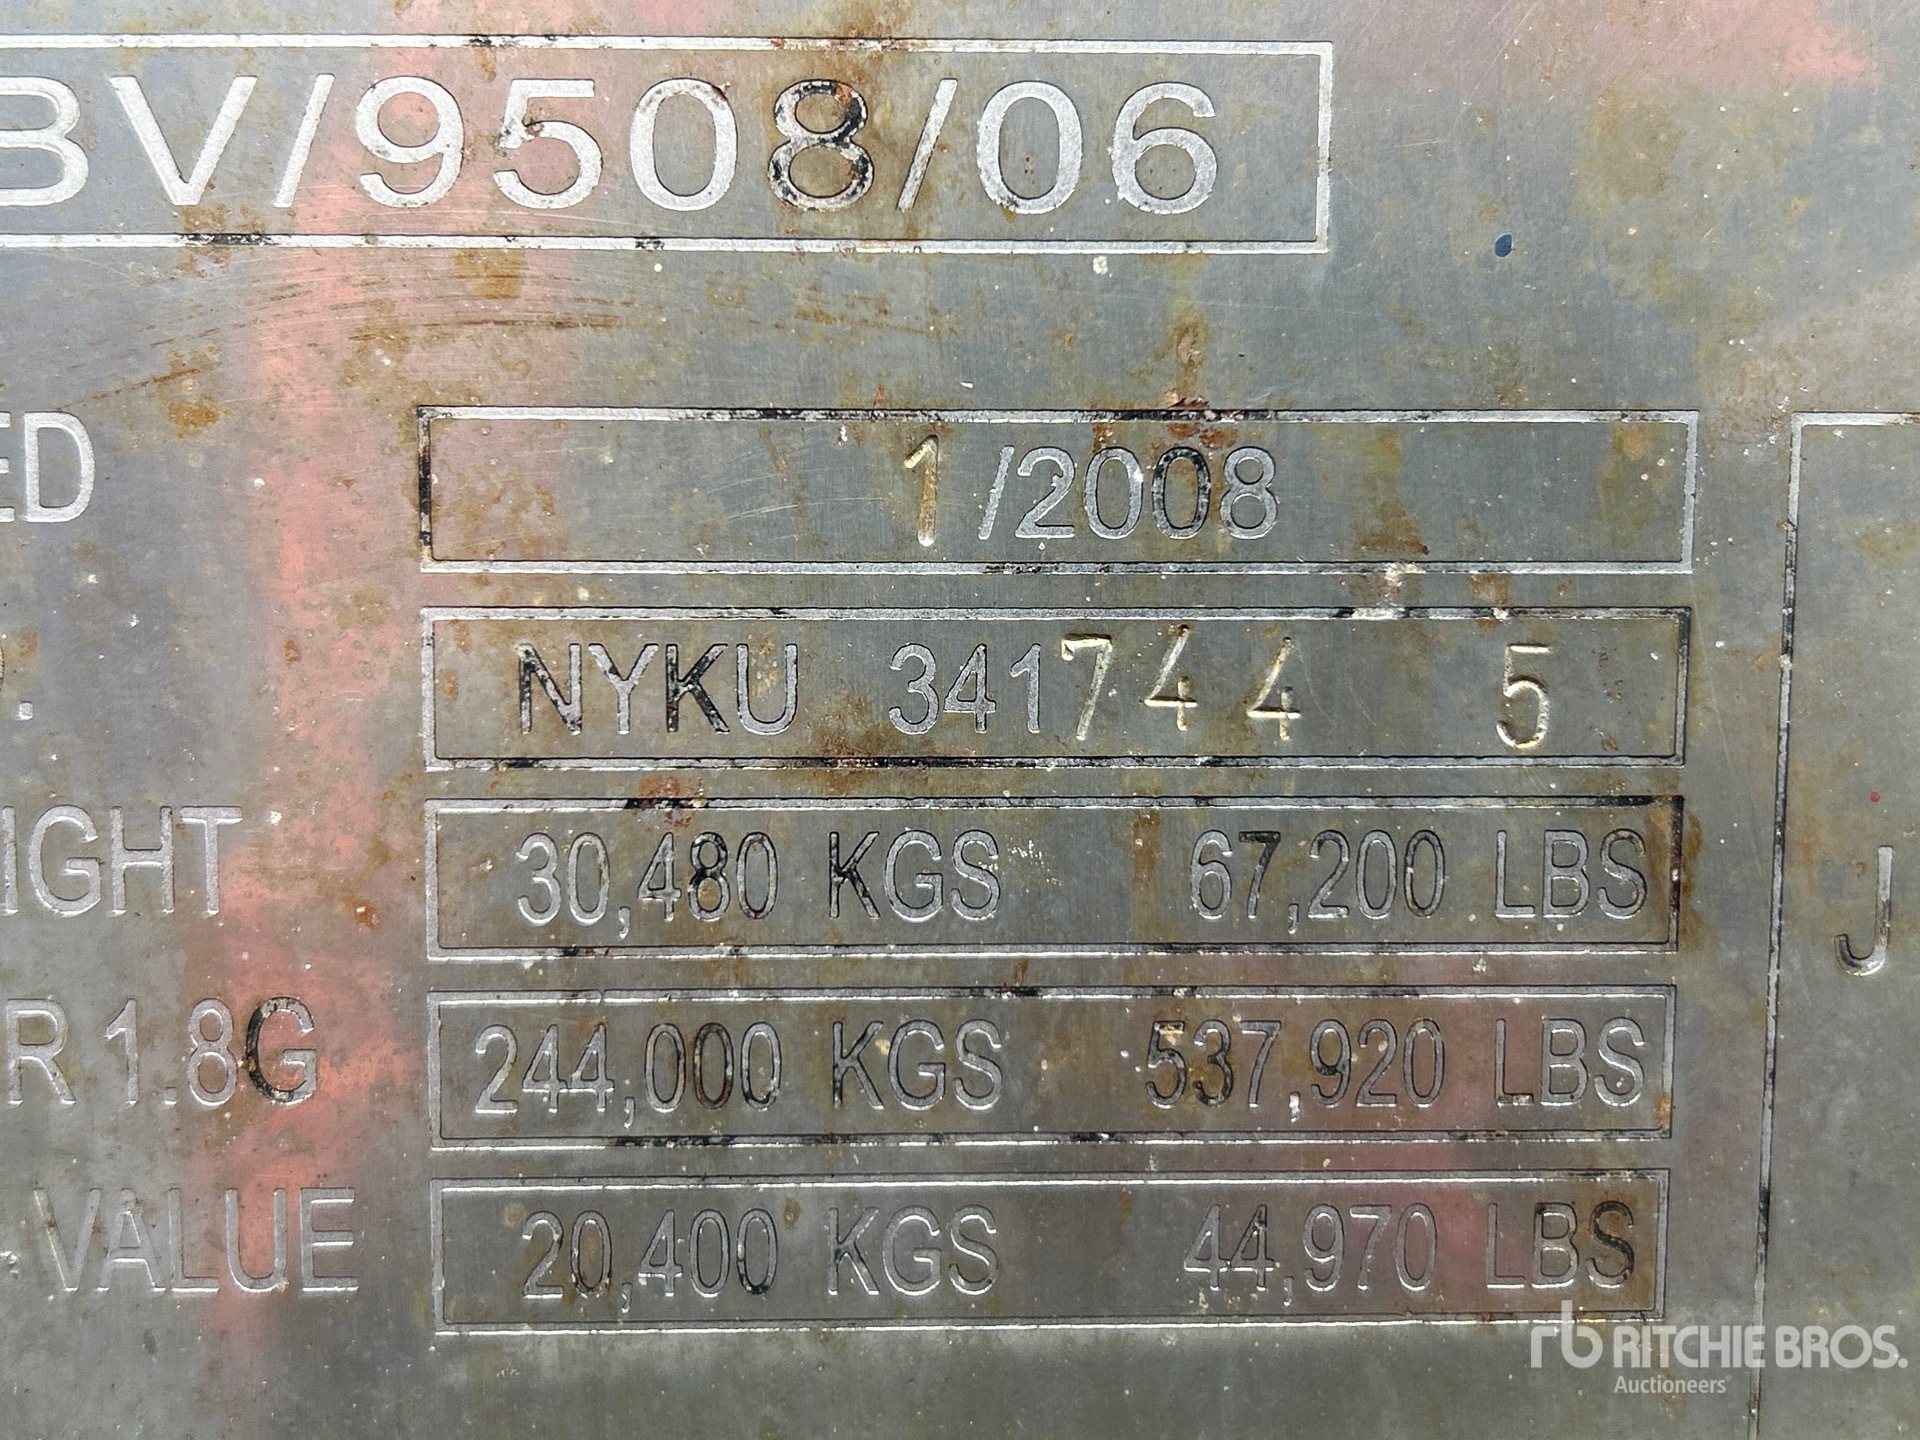 BV/9508/06
ED 1/2008
. NYKU 341744 5
IGHT 30,480 KGS 67,200 LBS
J
R 1.8G 244,000 KGS 537,920 LBS
VALUE 20,400 KGS 44,970 LBS
rb RITCHIE BROS.
Auctioneers